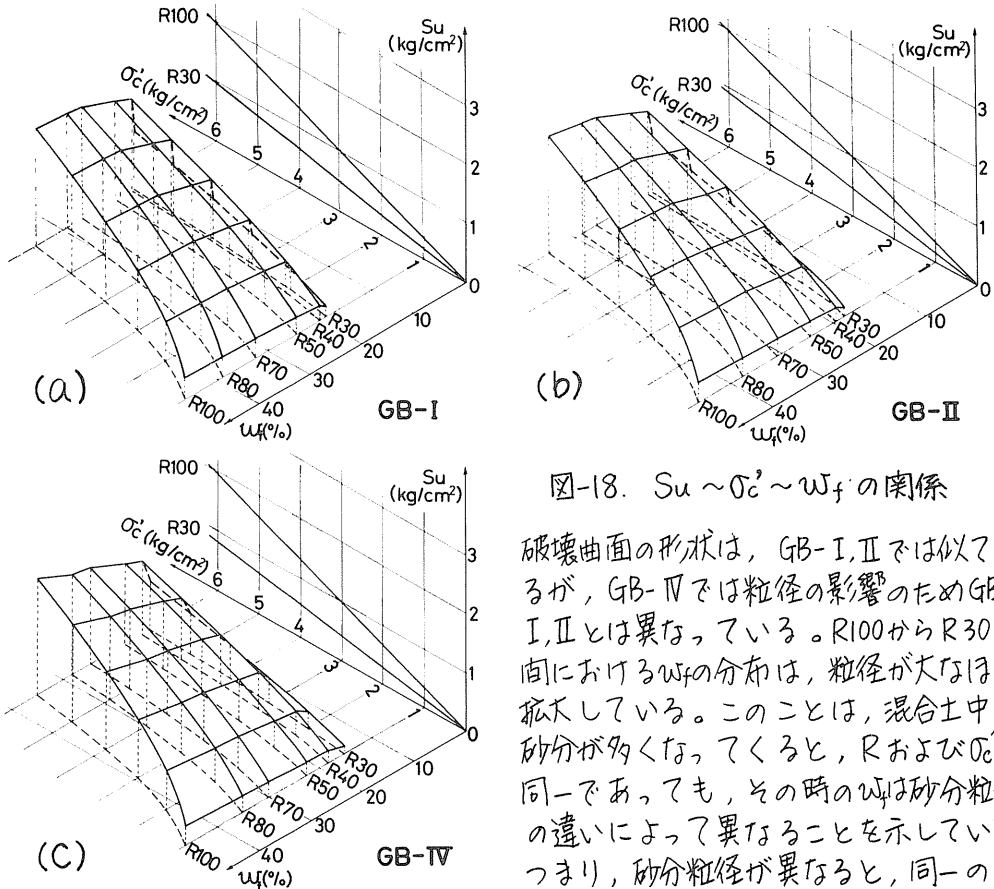 R100
Su
(kg/cm²)
R30
σc'(kg/cm²)
6
5
4
3
2
1
3
2
1
0
10
20
30
40
wf(%)
R30
R40
R50
R70
R80
R100
(a)
GB-I
R100
Su
(kg/cm²)
R30
σc'(kg/cm²)
6
5
4
3
2
1
3
2
1
0
10
20
30
40
wf(%)
R30
R40
R50
R70
R80
R100
(b)
GB-II
R100
Su
(kg/cm²)
R30
σc'(kg/cm²)
6
5
4
3
2
1
3
2
1
0
10
20
30
40
wf(%)
R30
R40
R50
R70
R80
R100
(C)
GB-IV
図-18. Su～σc'～wf の関係
破壊曲面の形状は, GB-I,IIでは似て
るが, GB-IVでは粒径の影響のためGB
I,IIとは異なっている。R100からR30
間におけるwfの分布は, 粒径が大なほ
拡大している。このことは, 混合土中
砂分が多くなってくると, Rおよびσc'
同一であっても, その時のwfは砂分粒
の違いによって異なることを示してい
つまり, 砂分粒径が異なると, 同一の